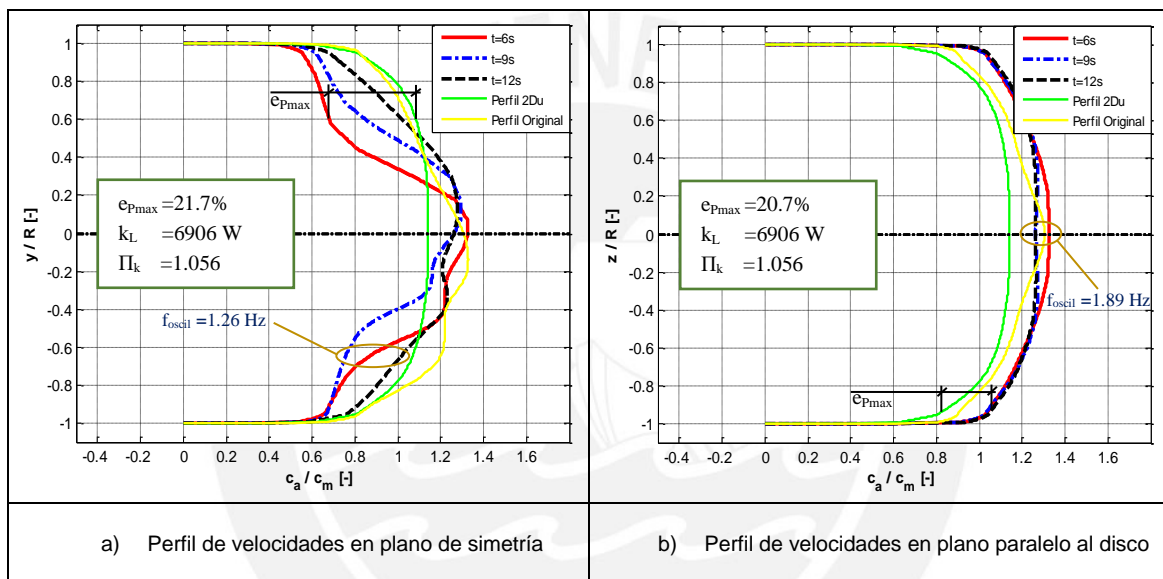 t=6s
t=9s
t=12s
Perfil 2Du
Perfil Original
e_Pmax
e_Pmax =21.7%
k_L =6906 W
Π_k =1.056
f_oscil =1.26 Hz
1
0.8
0.6
0.4
0.2
0
-0.2
-0.4
-0.6
-0.8
-1
y / R [-]
-0.4 -0.2 0 0.2 0.4 0.6 0.8 1 1.2 1.4 1.6
c_a / c_m [-]
t=6s
t=9s
t=12s
Perfil 2Du
Perfil Original
e_Pmax =20.7%
k_L =6906 W
Π_k =1.056
f_oscil =1.89 Hz
e_Pmax
1
0.8
0.6
0.4
0.2
0
-0.2
-0.4
-0.6
-0.8
-1
z / R [-]
-0.4 -0.2 0 0.2 0.4 0.6 0.8 1 1.2 1.4 1.6
c_a / c_m [-]
a) Perfil de velocidades en plano de simetría
b) Perfil de velocidades en plano paralelo al disco